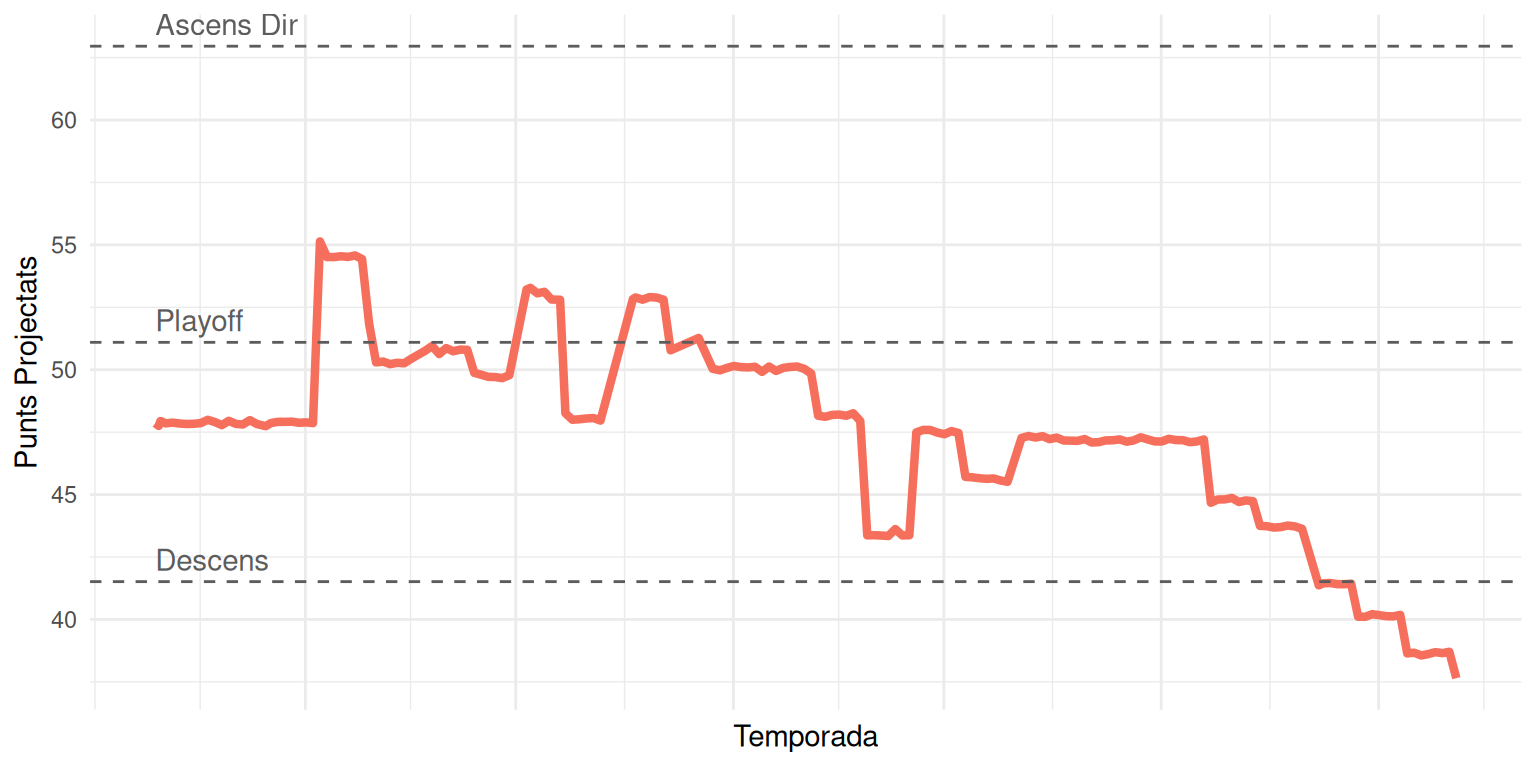 Ascens Dir
60
55
Playoff
50
45
Descens
40
Punts Projectats
Temporada